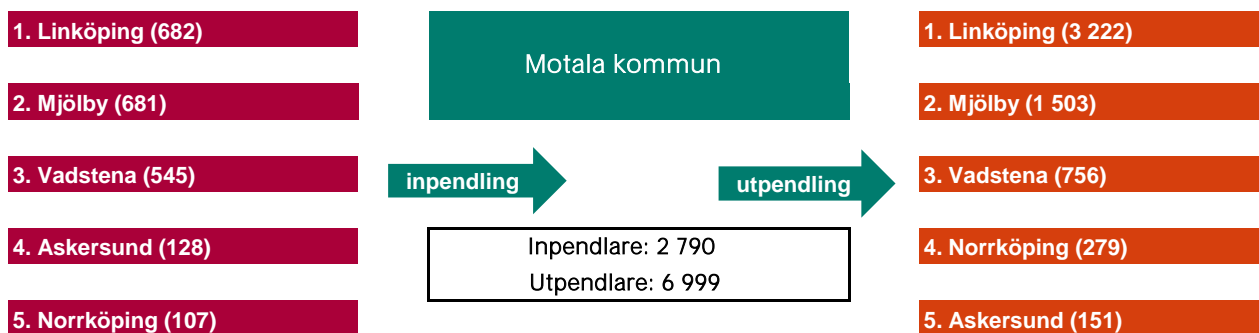 1. Linköping (682)
2. Mjölby (681)
3. Vadstena (545)
4. Askersund (128)
5. Norrköping (107)
Motala kommun
inpendling
utpendling
Inpendlare: 2 790
Utpendlare: 6 999
1. Linköping (3 222)
2. Mjölby (1 503)
3. Vadstena (756)
4. Norrköping (279)
5. Askersund (151)